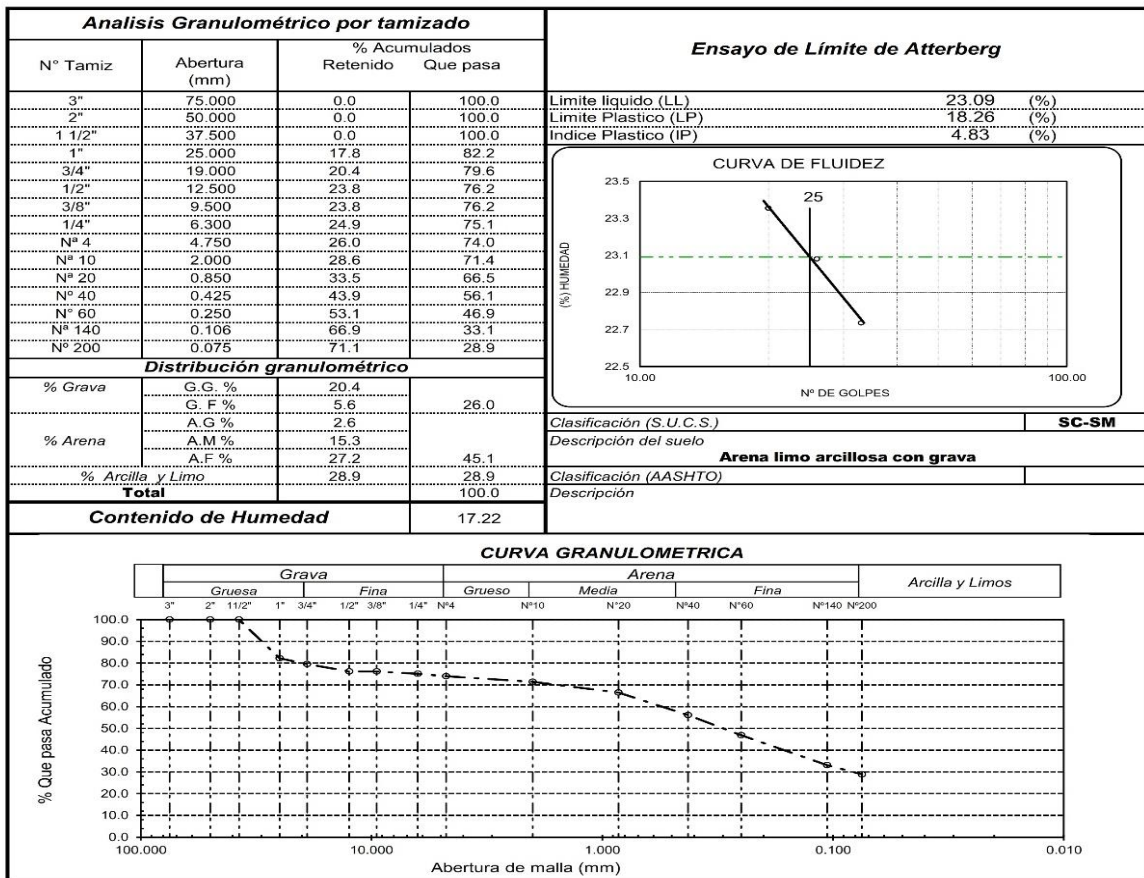 Analisis Granulométrico por tamizado
N° Tamiz Abertura (mm) % Acumulados
Retenido Que pasa
3" 75.000 0.0 100.0
2" 50.000 0.0 100.0
1 1/2" 37.500 0.0 100.0
1" 25.000 17.8 82.2
3/4" 19.000 20.4 79.6
1/2" 12.500 23.8 76.2
3/8" 9.500 23.8 76.2
1/4" 6.300 24.9 75.1
Nª 4 4.750 26.0 74.0
Nª 10 2.000 28.6 71.4
Nª 20 0.850 33.5 66.5
Nº 40 0.425 43.9 56.1
N° 60 0.250 53.1 46.9
Nª 140 0.106 66.9 33.1
Nº 200 0.075 71.1 28.9
Distribución granulométrico
% Grava G.G. % 20.4
G. F % 5.6 26.0
A.G % 2.6
% Arena A.M % 15.3
A.F % 27.2 45.1
% Arcilla y Limo 28.9 28.9
Total 100.0
Contenido de Humedad 17.22
Ensayo de Límite de Atterberg
Limite liquido (LL) 23.09 (%)
Limite Plastico (LP) 18.26 (%)
Indice Plastico (IP) 4.83 (%)
CURVA DE FLUIDEZ
25
(%) HUMEDAD
23.5
23.3
23.1
22.9
22.7
22.5
10.00 100.00
Nº DE GOLPES
Clasificación (S.U.C.S.) SC-SM
Descripción del suelo
Arena limo arcillosa con grava
Clasificación (AASHTO)
Descripción
CURVA GRANULOMETRICA
Grava Arena Arcilla y Limos
Gruesa Fina Grueso Media Fina
3" 2" 11/2" 1" 3/4" 1/2" 3/8" 1/4" Nº4 Nº10 Nº20 Nº40 Nº60 Nº140 Nº200
% Que pasa Acumulado
100.0
90.0
80.0
70.0
60.0
50.0
40.0
30.0
20.0
10.0
0.0
100.000 10.000 1.000 0.100 0.010
Abertura de malla (mm)